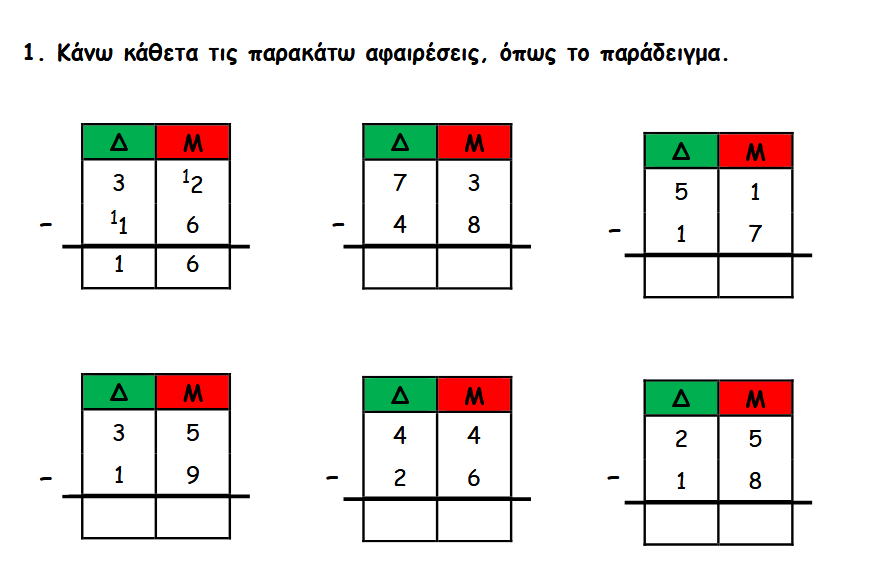 1. Κάνω κάθετα τις παρακάτω αφαιρέσεις, όπως το παράδειγμα.
Δ Μ
3 ¹2
- ¹1 6
1 6
Δ Μ
7 3
- 4 8
Δ Μ
5 1
- 1 7
Δ Μ
3 5
- 1 9
Δ Μ
4 4
- 2 6
Δ Μ
2 5
- 1 8